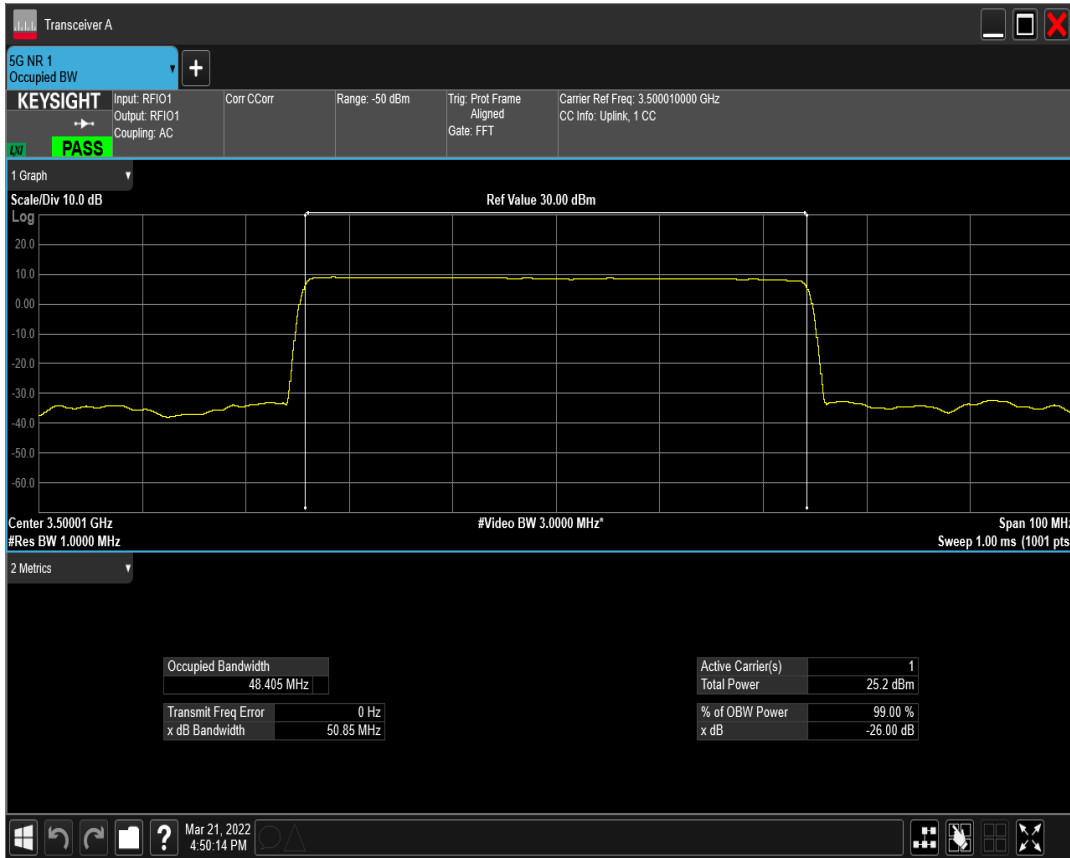 Transceiver A
5G NR 1
Occupied BW
+
KEYSIGHT
LXI
PASS
Input: RFIO1
Output: RFIO1
Coupling: AC
Corr CCorr
Range: -50 dBm
Trig: Prot Frame
Aligned
Gate: FFT
Carrier Ref Freq: 3.500010000 GHz
CC Info: Uplink, 1 CC
1 Graph
Scale/Div 10.0 dB
Ref Value 30.00 dBm
Log
20.0
10.0
0.00
-10.0
-20.0
-30.0
-40.0
-50.0
-60.0
Center 3.50001 GHz
#Video BW 3.0000 MHz*
Span 100 MHz
#Res BW 1.0000 MHz
Sweep 1.00 ms (1001 pts
2 Metrics
Occupied Bandwidth
48.405 MHz
Transmit Freq Error 0 Hz
x dB Bandwidth 50.85 MHz
Active Carrier(s) 1
Total Power 25.2 dBm
% of OBW Power 99.00 %
x dB -26.00 dB
?
Mar 21, 2022
4:50:14 PM